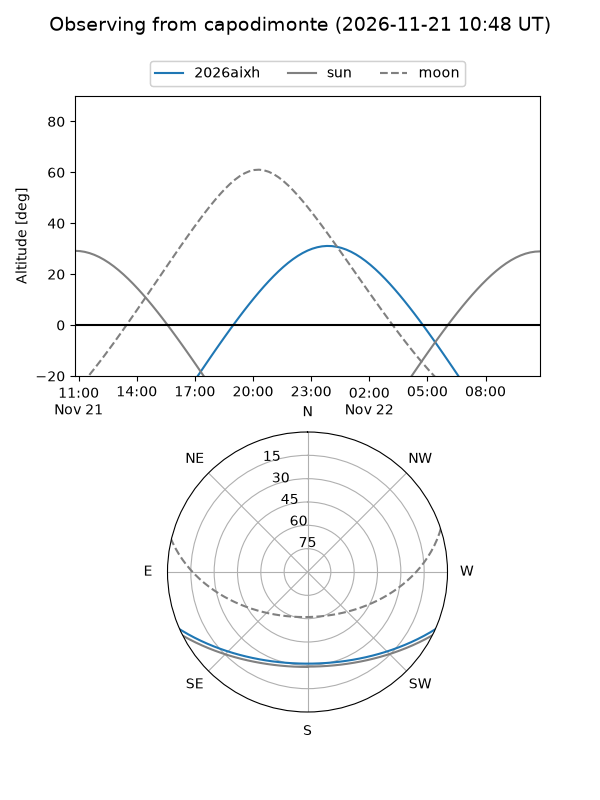 Observing from capodimonte (2026-11-21 10:48 UT)
2026aixh sun moon
Altitude [deg]
80
60
40
20
0
−20
11:00 14:00 17:00 20:00 23:00 02:00 05:00 08:00
Nov 21 Nov 22
N
NE NW
15
30
45
60
75
E W
SE SW
S